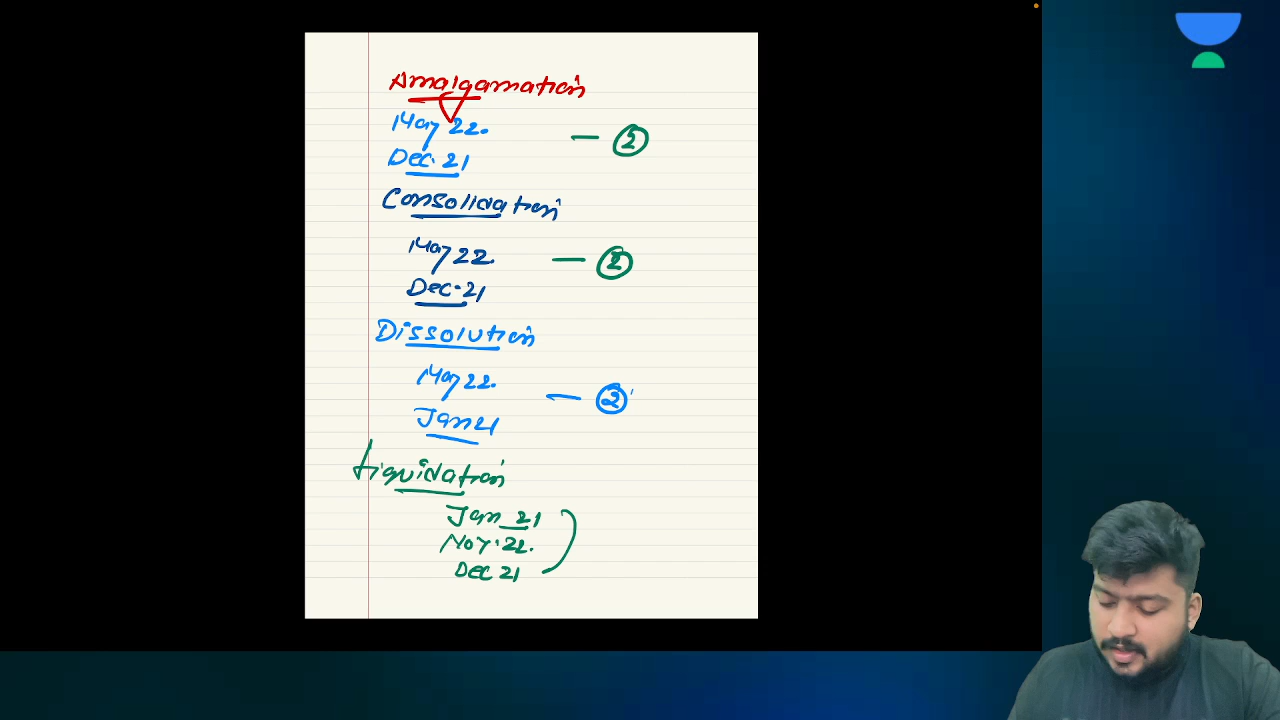 Amalgamation
May 22.
Dec. 21
— ②
Consolidation
May 22.
Dec. 21
— ②
Dissolution
May 22.
Jan 21
— ②
Liquidation
Jan 21
Nov. 22.
Dec 21